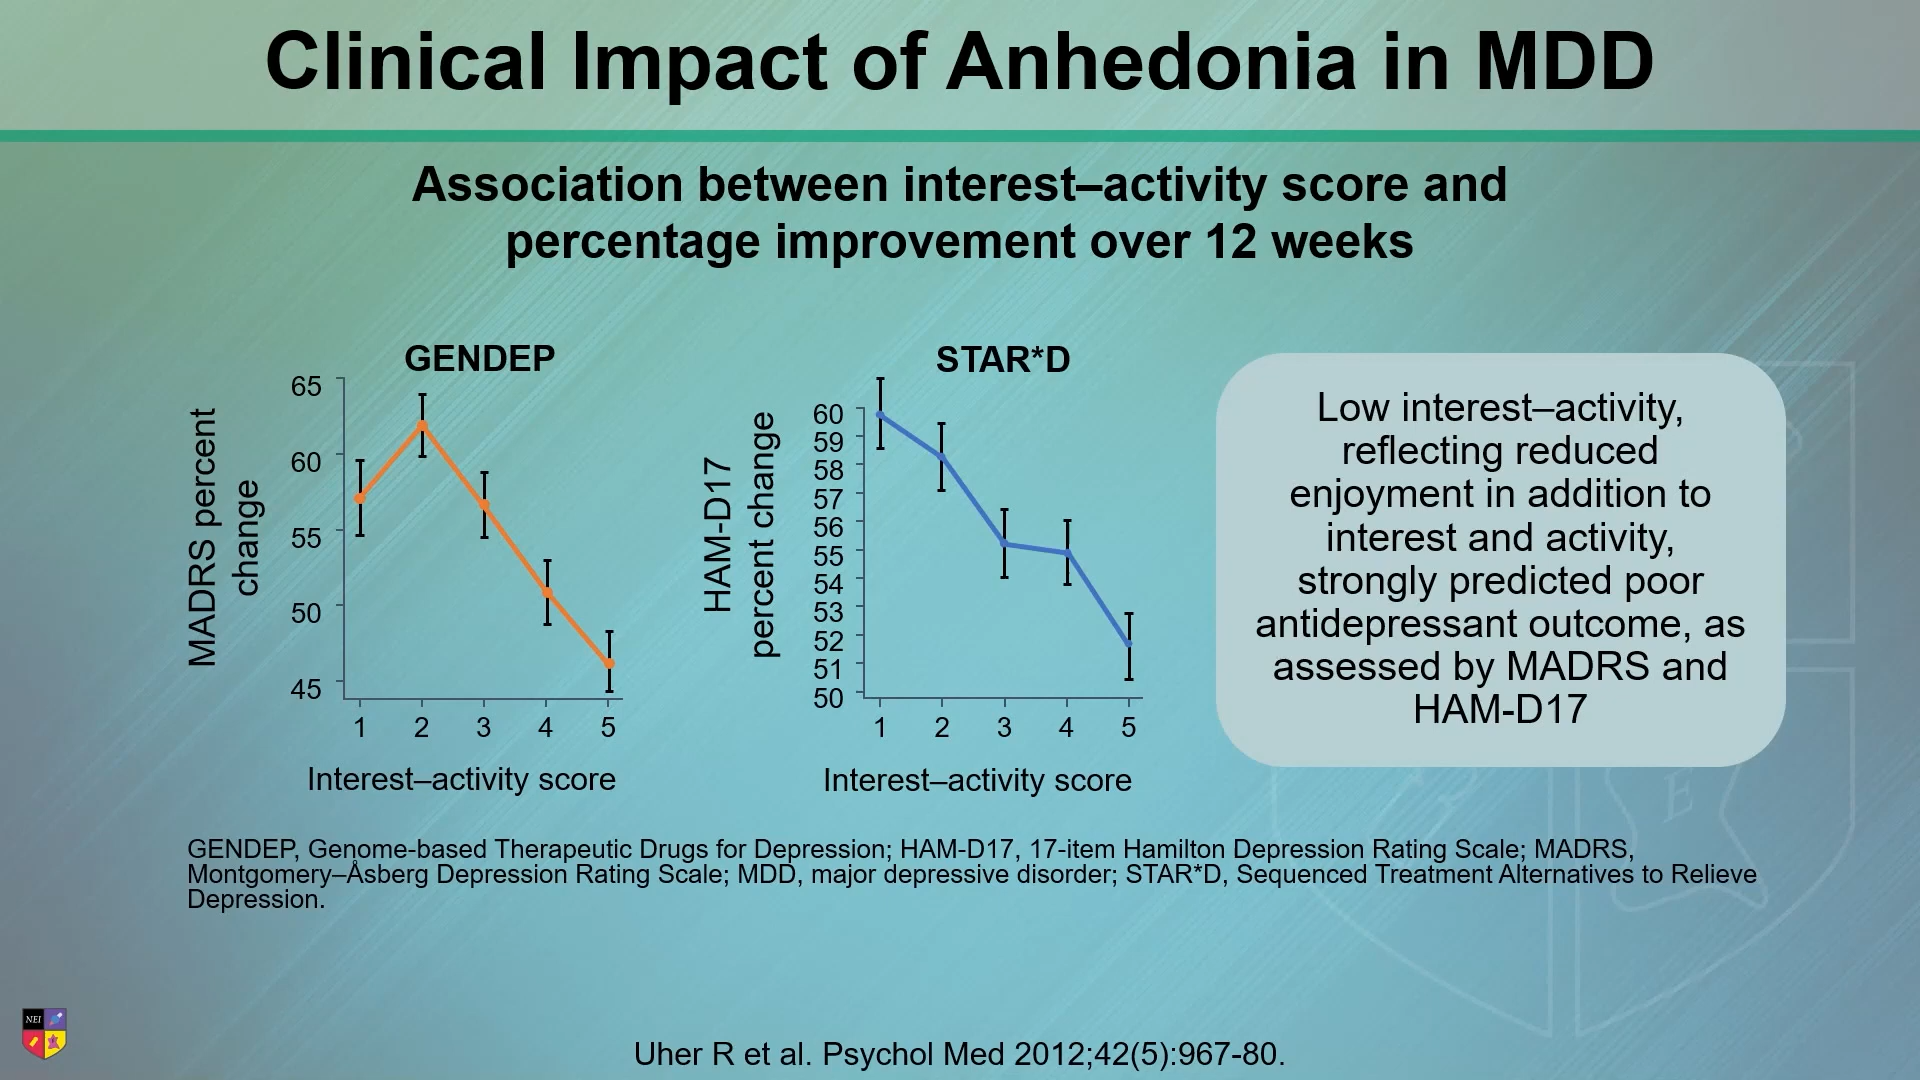 Clinical Impact of Anhedonia in MDD
Association between interest–activity score and
percentage improvement over 12 weeks
GENDEP
MADRS percent
change
65
60
55
50
45
1 2 3 4 5
Interest–activity score
STAR*D
HAM-D17
percent change
60
59
58
57
56
55
54
53
52
51
50
1 2 3 4 5
Interest–activity score
Low interest–activity,
reflecting reduced
enjoyment in addition to
interest and activity,
strongly predicted poor
antidepressant outcome, as
assessed by MADRS and
HAM-D17
GENDEP, Genome-based Therapeutic Drugs for Depression; HAM-D17, 17-item Hamilton Depression Rating Scale; MADRS,
Montgomery–Åsberg Depression Rating Scale; MDD, major depressive disorder; STAR*D, Sequenced Treatment Alternatives to Relieve
Depression.
NEI
Uher R et al. Psychol Med 2012;42(5):967-80.